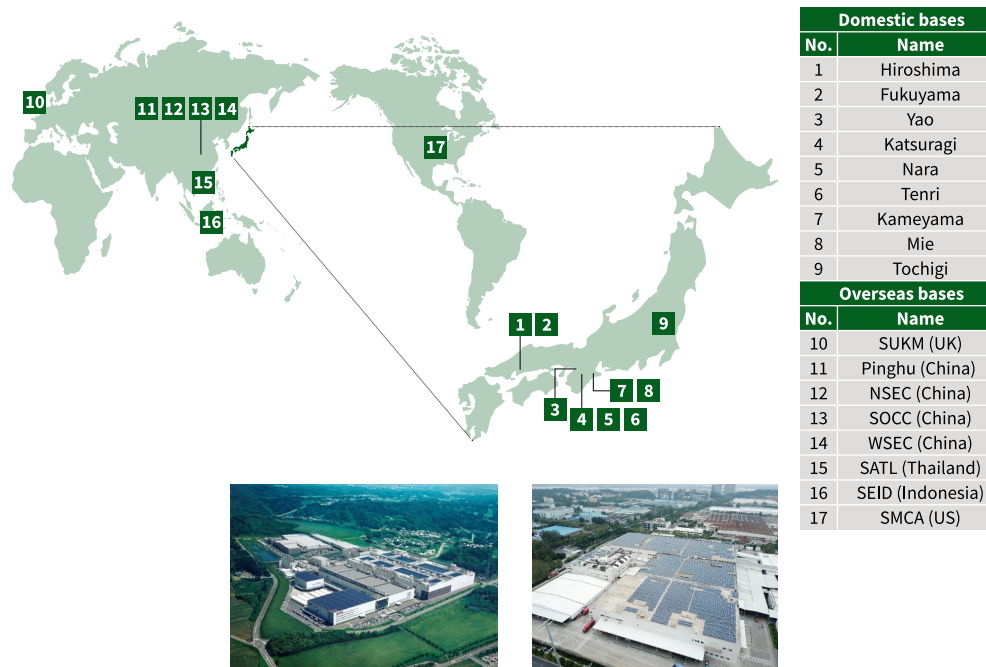 10
11 12 13 14
17
15
16
1 2
9
7 8
3
4 5 6
Domestic bases
No. Name
1 Hiroshima
2 Fukuyama
3 Yao
4 Katsuragi
5 Nara
6 Tenri
7 Kameyama
8 Mie
9 Tochigi
Overseas bases
No. Name
10 SUKM (UK)
11 Pinghu (China)
12 NSEC (China)
13 SOCC (China)
14 WSEC (China)
15 SATL (Thailand)
16 SEID (Indonesia)
17 SMCA (US)